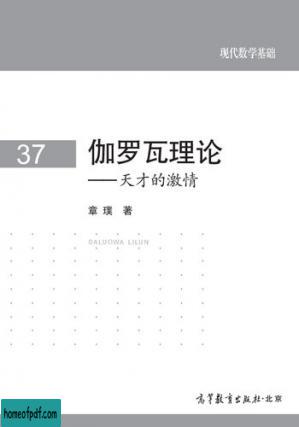 现代数学基础
37
伽罗瓦理论
——天才的激情
章 璞 著
GALUOWA LILUN
高等教育出版社·北京
homeofpdf.com